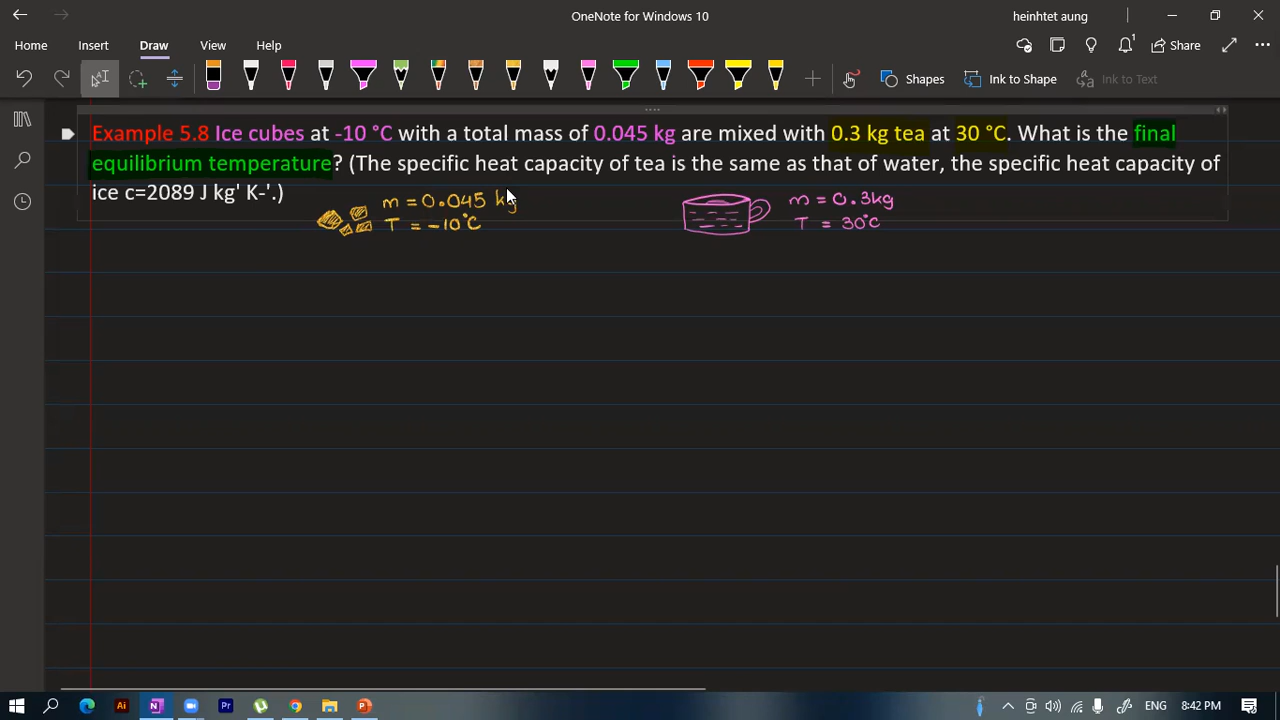 OneNote for Windows 10
heinhtet aung
Home Insert Draw View Help
Share
Shapes
Ink to Shape
Ink to Text
Example 5.8 Ice cubes at -10 °C with a total mass of 0.045 kg are mixed with 0.3 kg tea at 30 °C. What is the final
equilibrium temperature? (The specific heat capacity of tea is the same as that of water, the specific heat capacity of
ice c=2089 J kg' K-'.)
m = 0.045 kg
T = -10°C
m = 0.3kg
T = 30°C
ENG
8:42 PM